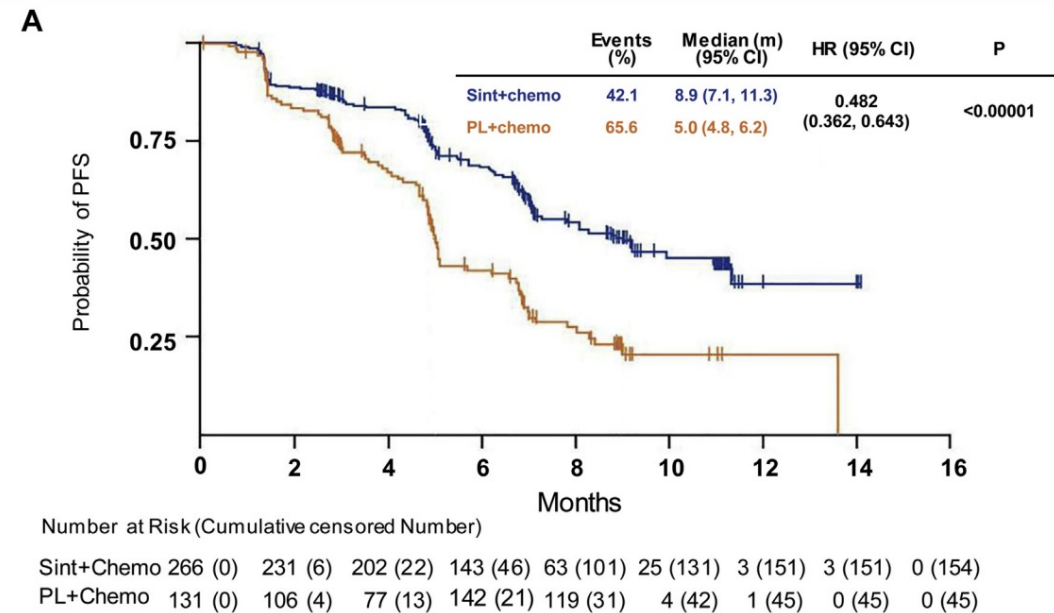 A
Events (%) Median (m) (95% CI) HR (95% CI) P
Sint+chemo 42.1 8.9 (7.1, 11.3) 0.482 (0.362, 0.643) <0.00001
PL+chemo 65.6 5.0 (4.8, 6.2)
Probability of PFS
0.75
0.50
0.25
0 2 4 6 8 10 12 14 16
Months
Number at Risk (Cumulative censored Number)
Sint+Chemo 266 (0) 231 (6) 202 (22) 143 (46) 63 (101) 25 (131) 3 (151) 3 (151) 0 (154)
PL+Chemo 131 (0) 106 (4) 77 (13) 142 (21) 119 (31) 4 (42) 1 (45) 0 (45) 0 (45)